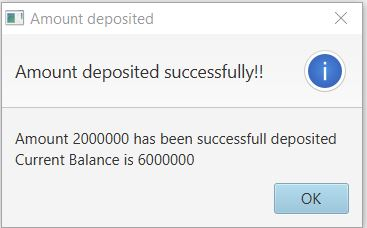 Amount deposited
Amount deposited successfully!!
Amount 2000000 has been successfull deposited
Current Balance is 6000000
OK